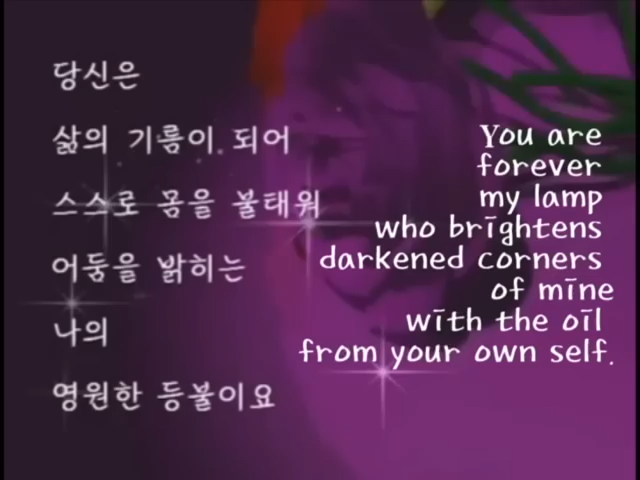 당신은
삶의 기름이 되어
스스로 몸을 불태워
어둠을 밝히는
나의
영원한 등불이요
You are
forever
my lamp
who brightens
darkened corners
of mine
with the oil
from your own self.